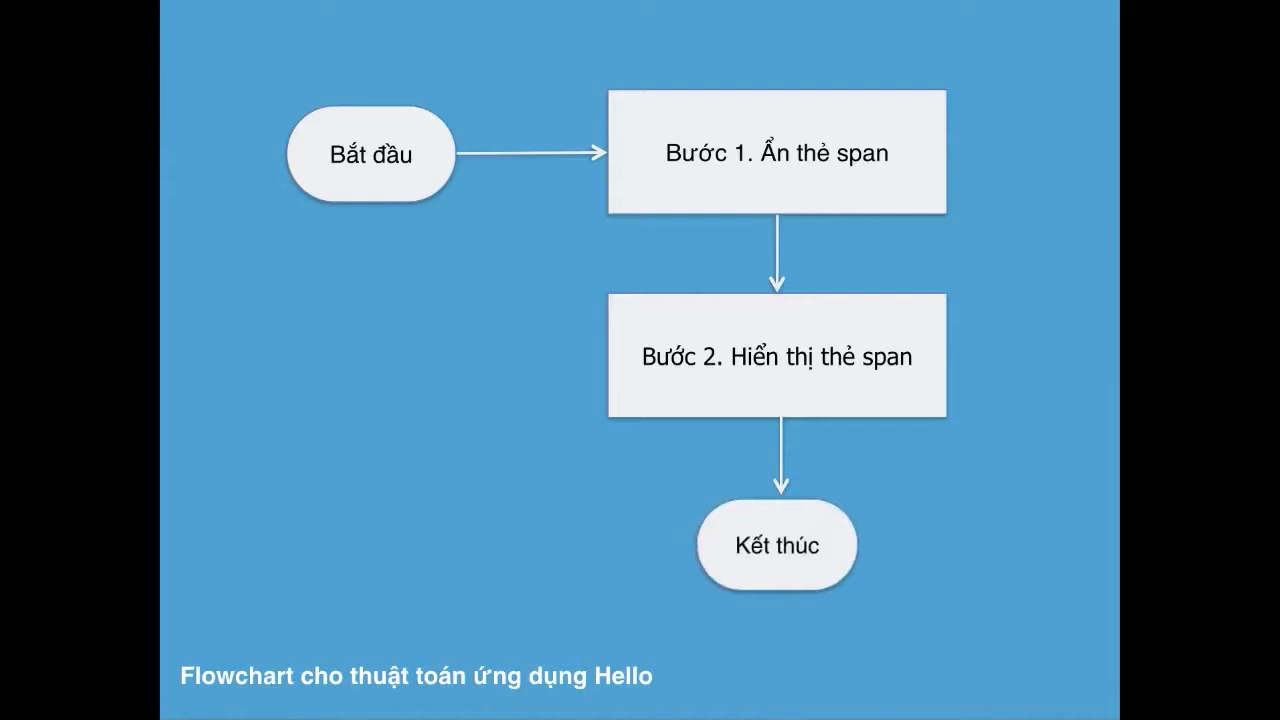 Bắt đầu
Bước 1. Ẩn thẻ span
Bước 2. Hiển thị thẻ span
Kết thúc
Flowchart cho thuật toán ứng dụng Hello